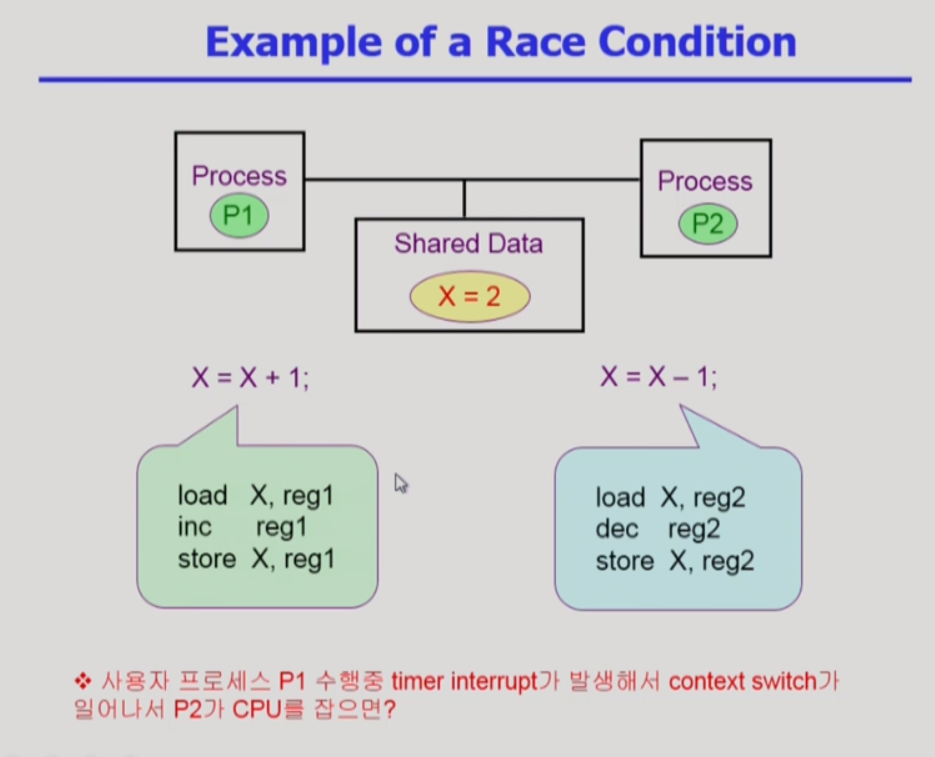 Example of a Race Condition
Process
P1
Process
P2
Shared Data
X = 2
X = X + 1;
X = X – 1;
load X, reg1
inc reg1
store X, reg1
load X, reg2
dec reg2
store X, reg2
❖ 사용자 프로세스 P1 수행중 timer interrupt가 발생해서 context switch가
일어나서 P2가 CPU를 잡으면?